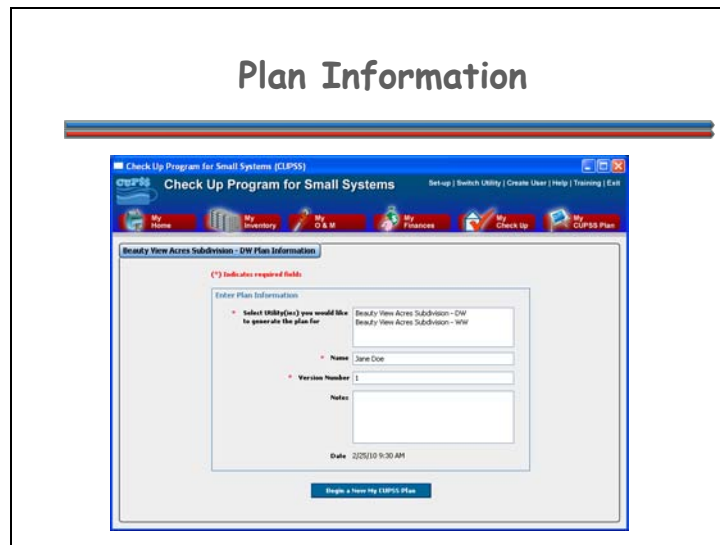 Plan Information
Check Up Program for Small Systems (CUPSS)
CUPSS Check Up Program for Small Systems Set-up | Switch Utility | Create User | Help | Training | Exit
My Home My Inventory My O & M My Finances My Check Up My CUPSS Plan
Beauty View Acres Subdivision - DW Plan Information
(*) Indicates required fields
Enter Plan Information
* Select Utility(ies) you would like to generate the plan for
Beauty View Acres Subdivision - DW
Beauty View Acres Subdivision - WW
* Name Jane Doe
* Version Number 1
Notes
Date 2/25/10 9:30 AM
Begin a New My CUPSS Plan